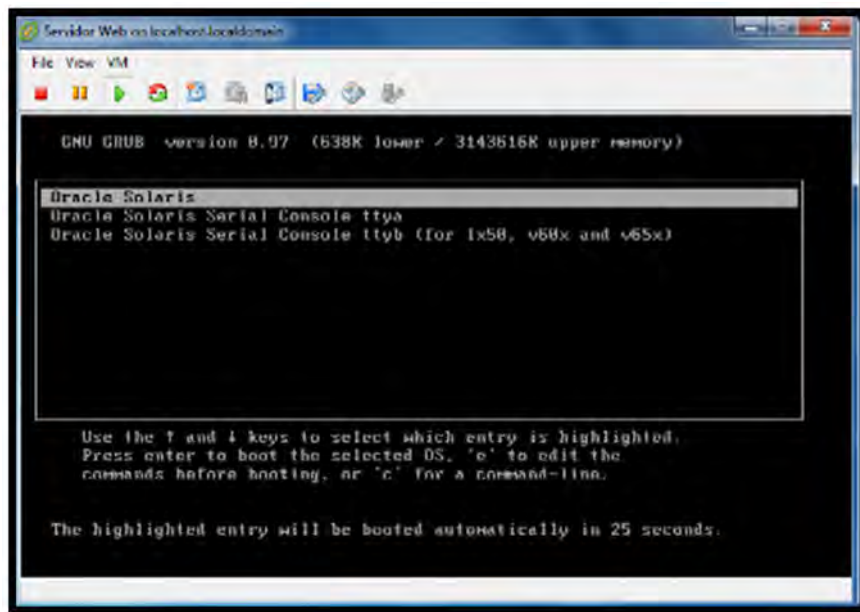 Servidor Web on localhost.localdomain
File View VM
GNU GRUB version 0.97 (638K lower / 3143616K upper memory)
Oracle Solaris
Oracle Solaris Serial Console ttya
Oracle Solaris Serial Console ttyb (for lx50, v60x and v65x)
Use the ↑ and ↓ keys to select which entry is highlighted.
Press enter to boot the selected OS, 'e' to edit the
commands before booting, or 'c' for a command-line.
The highlighted entry will be booted automatically in 25 seconds.